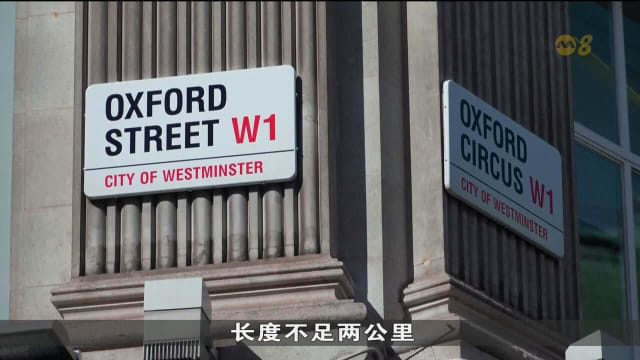 OXFORD
STREET W1
CITY OF WESTMINSTER
OXFORD
CIRCUS W1
CITY OF WESTMINSTER
8
长度不足两公里